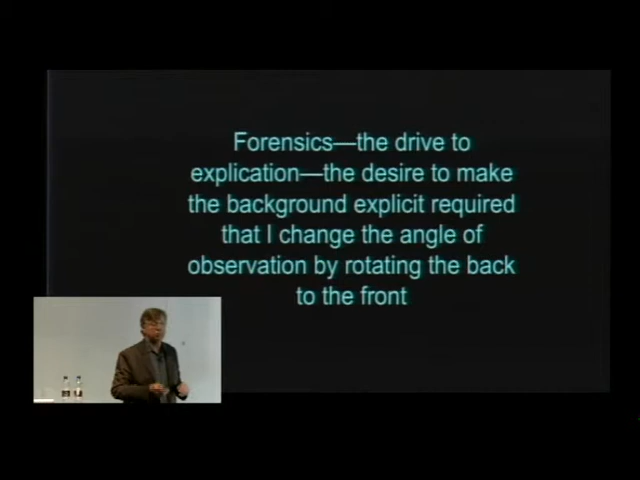 Forensics—the drive to
explication—the desire to make
the background explicit required
that I change the angle of
observation by rotating the back
to the front